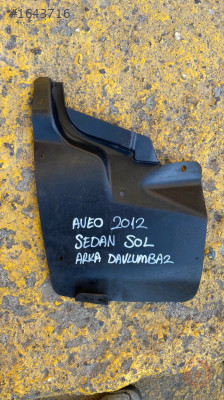 #1643716
AVEO 2012
SEDAN SOL
ARKA DAVLUMBAZ